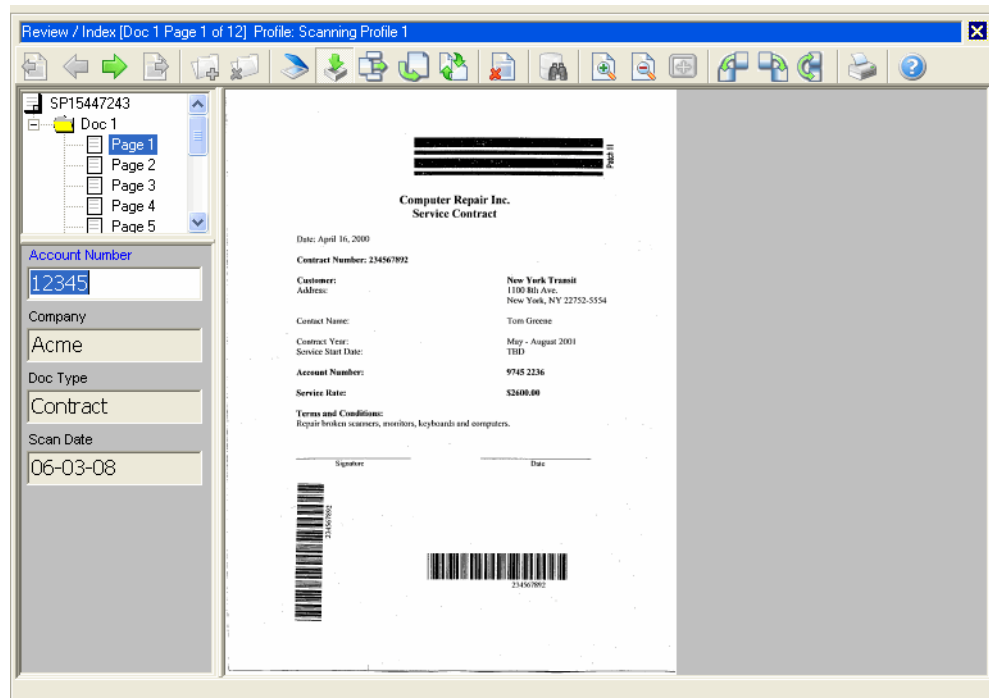 Review / Index [Doc 1 Page 1 of 12] Profile: Scanning Profile 1
SP15447243
Doc 1
Page 1
Page 2
Page 3
Page 4
Page 5
Account Number
12345
Company
Acme
Doc Type
Contract
Scan Date
06-03-08
Patch II
Computer Repair Inc.
Service Contract
Date: April 16, 2000
Contract Number: 234567892
Customer: New York Transit
Address: 1100 8th Ave.
New York, NY 22752-5554
Contact Name: Tom Greene
Contract Year: May - August 2001
Service Start Date: TBD
Account Number: 9745 2236
Service Rate: $2600.00
Terms and Conditions:
Repair broken scanners, monitors, keyboards and computers.
Signature Date
234567892
234567892